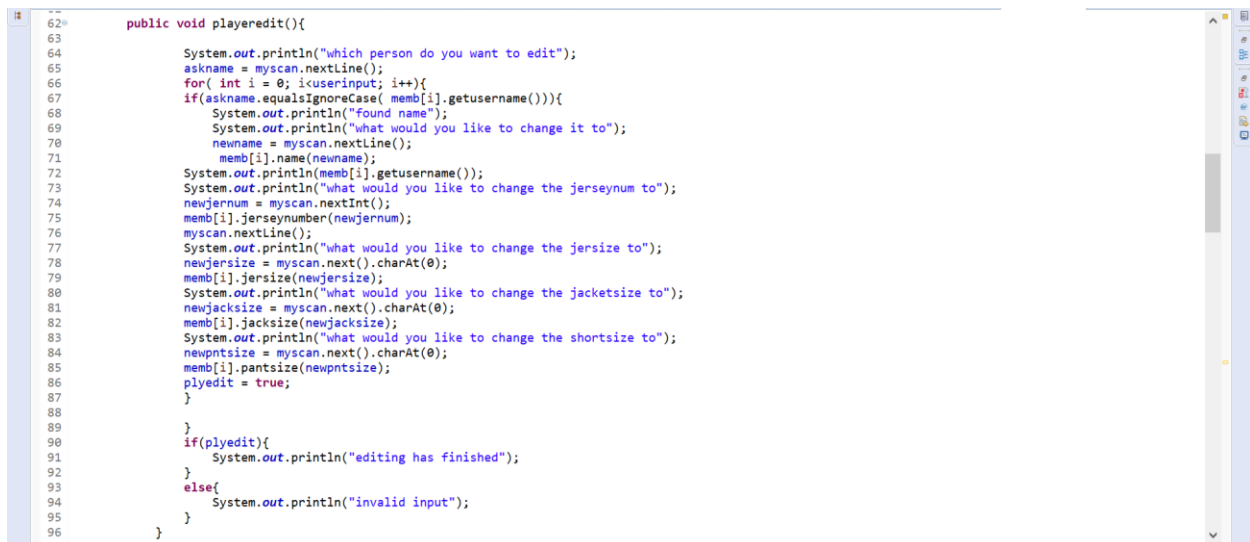 62 public void playeredit(){
63
64 System.out.println("which person do you want to edit");
65 askname = myscan.nextLine();
66 for( int i = 0; i<userinput; i++){
67 if(askname.equalsIgnoreCase( memb[i].getusername())){
68 System.out.println("found name");
69 System.out.println("what would you like to change it to");
70 newname = myscan.nextLine();
71 memb[i].name(newname);
72 System.out.println(memb[i].getusername());
73 System.out.println("what would you like to change the jerseynum to");
74 newjernum = myscan.nextInt();
75 memb[i].jerseynumber(newjernum);
76 myscan.nextLine();
77 System.out.println("what would you like to change the jersize to");
78 newjersize = myscan.next().charAt(0);
79 memb[i].jersize(newjersize);
80 System.out.println("what would you like to change the jacketsize to");
81 newjacksize = myscan.next().charAt(0);
82 memb[i].jacksize(newjacksize);
83 System.out.println("what would you like to change the shortsize to");
84 newpntsize = myscan.next().charAt(0);
85 memb[i].pantsize(newpntsize);
86 plyedit = true;
87 }
88
89 }
90 if(plyedit){
91 System.out.println("editing has finished");
92 }
93 else{
94 System.out.println("invalid input");
95 }
96 }